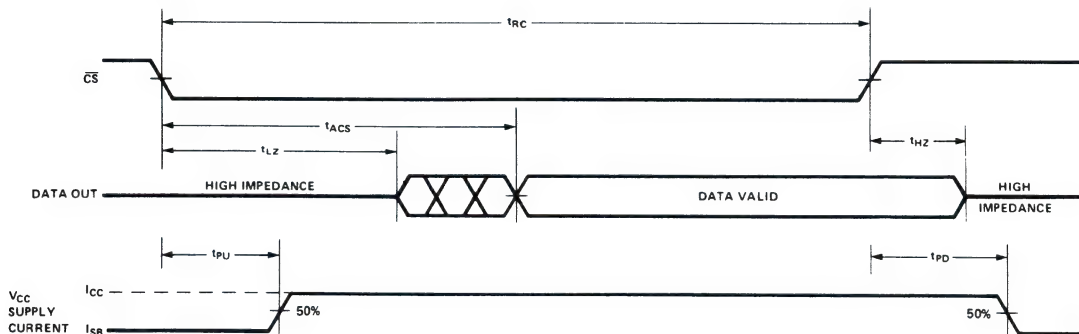 tRC
CS
tACS
tLZ
tHZ
DATA OUT
HIGH IMPEDANCE
DATA VALID
HIGH
IMPEDANCE
tPU
tPD
VCC
SUPPLY
CURRENT
ICC
50%
50%
ISB